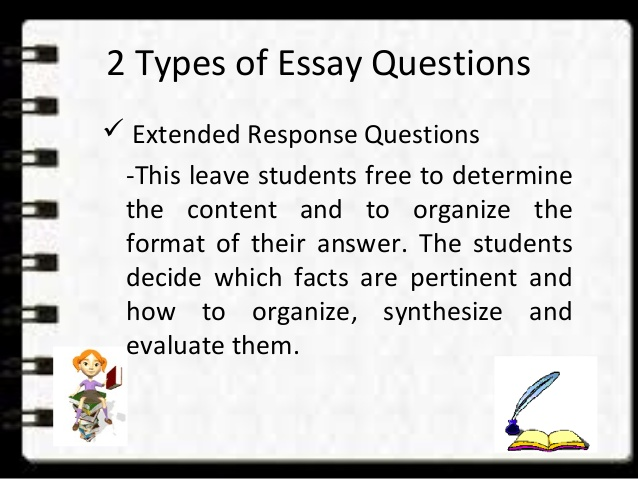 2 Types of Essay Questions
✓ Extended Response Questions
-This leave students free to determine
the content and to organize the
format of their answer. The students
decide which facts are pertinent and
how to organize, synthesize and
evaluate them.